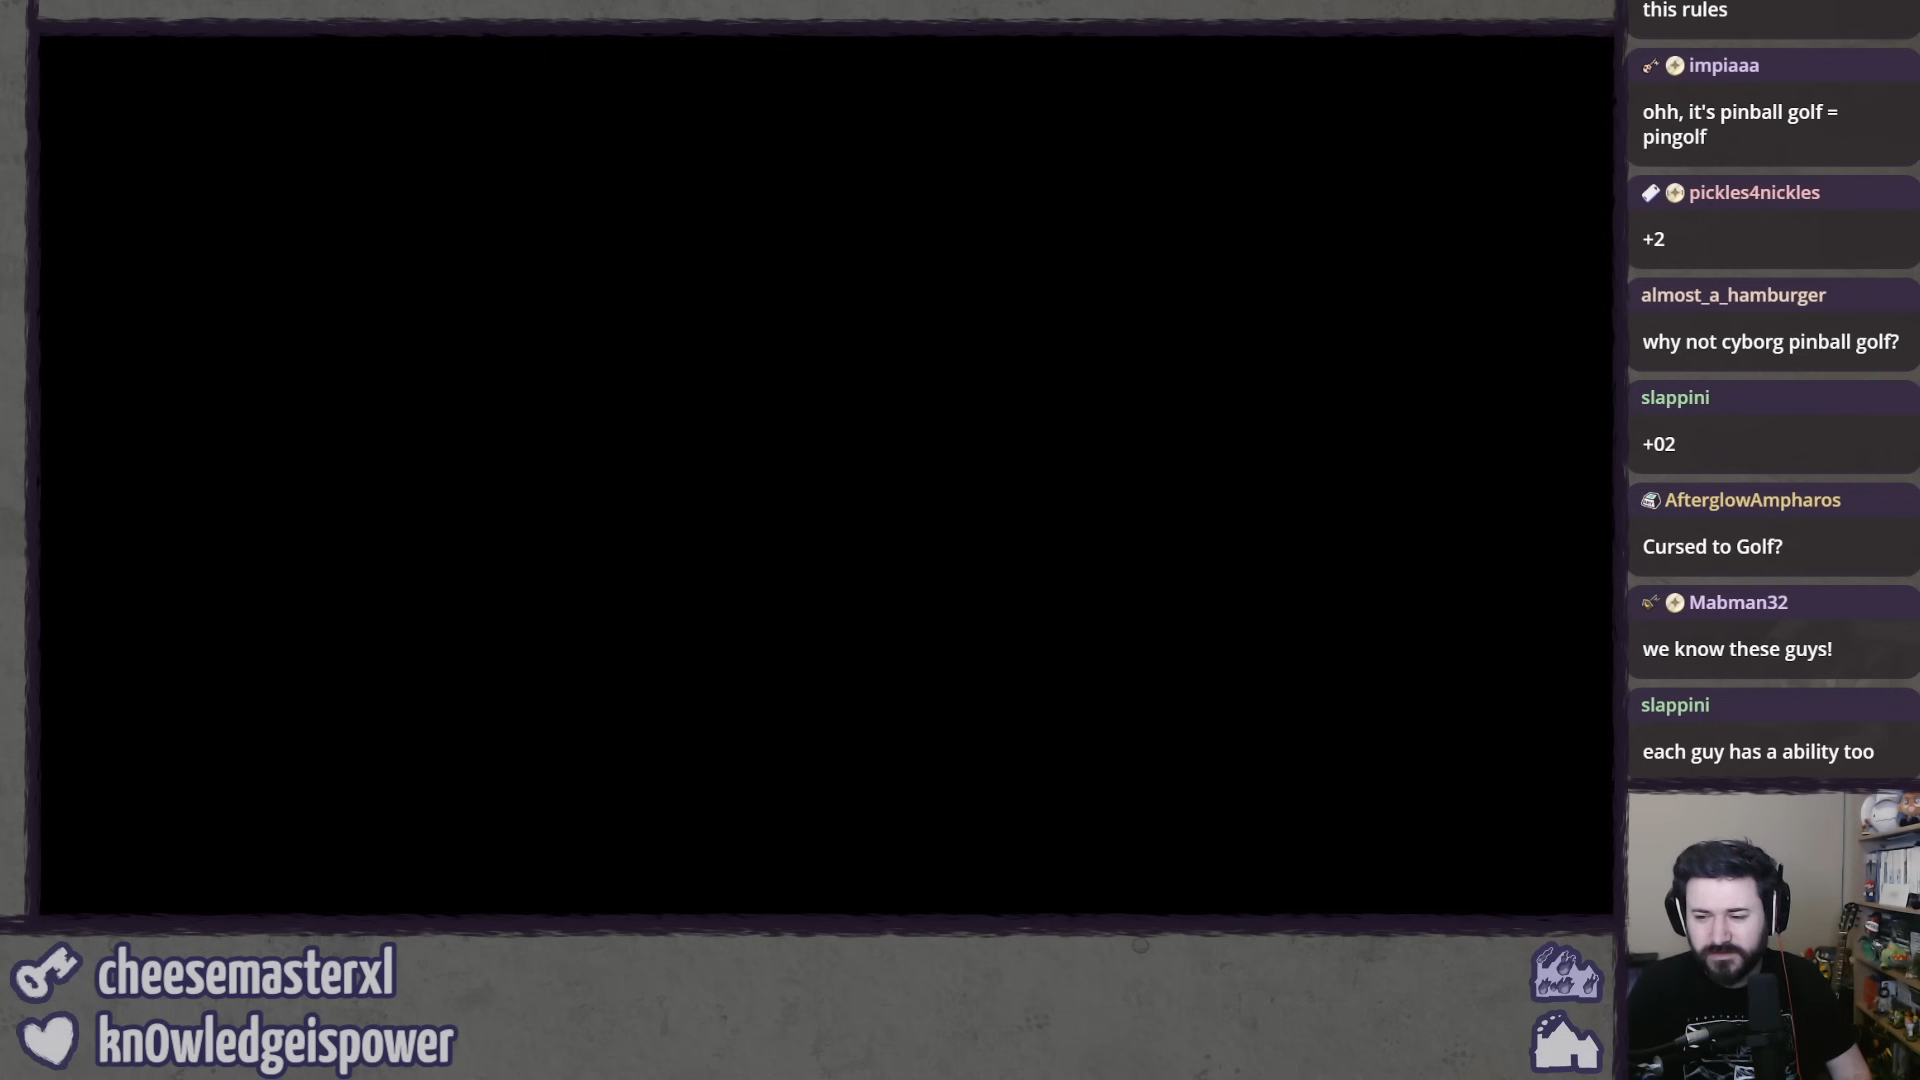 this rules
impiaaa
ohh, it's pinball golf =
pingolf
pickles4nickles
+2
almost_a_hamburger
why not cyborg pinball golf?
slappini
+02
AfterglowAmpharos
Cursed to Golf?
Mabman32
we know these guys!
slappini
each guy has a ability too
cheesemasterxl
kn0wledgeispower